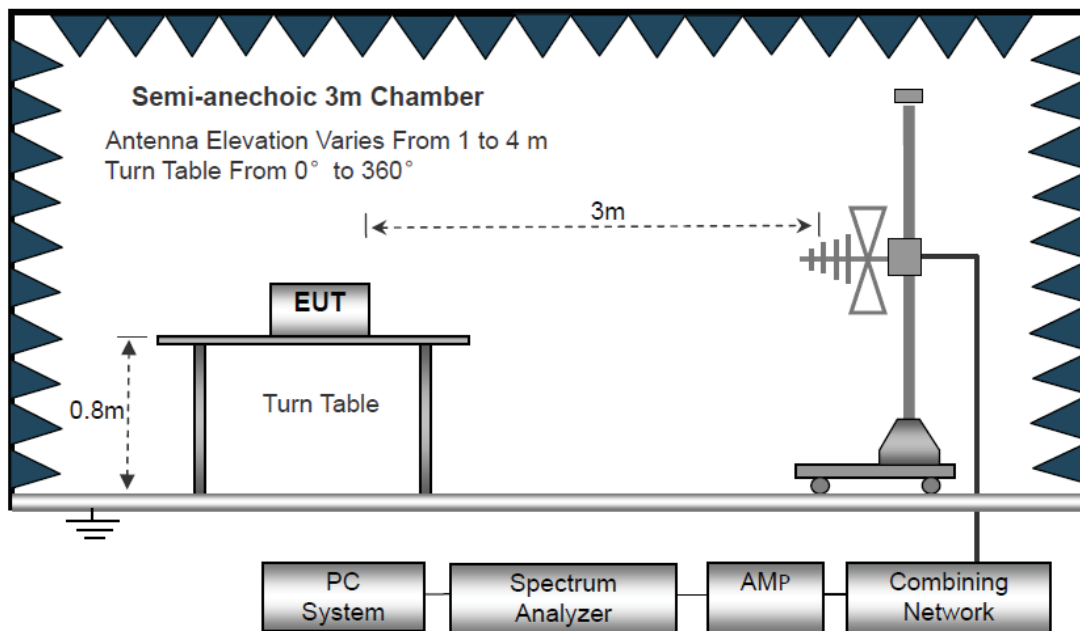 Semi-anechoic 3m Chamber
Antenna Elevation Varies From 1 to 4 m
Turn Table From 0° to 360°
3m
EUT
0.8m
Turn Table
PC
System
Spectrum
Analyzer
AMP
Combining
Network